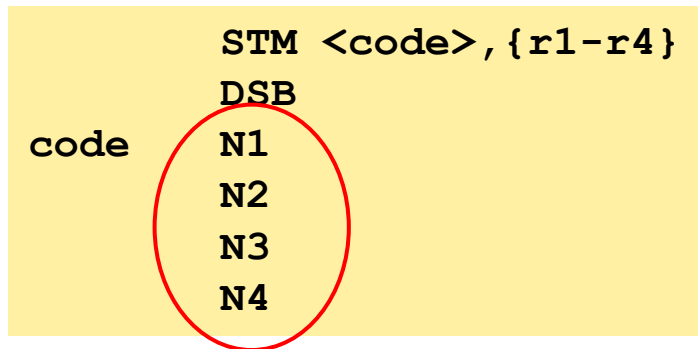 STM <code>,{r1-r4}
DSB
code N1
N2
N3
N4